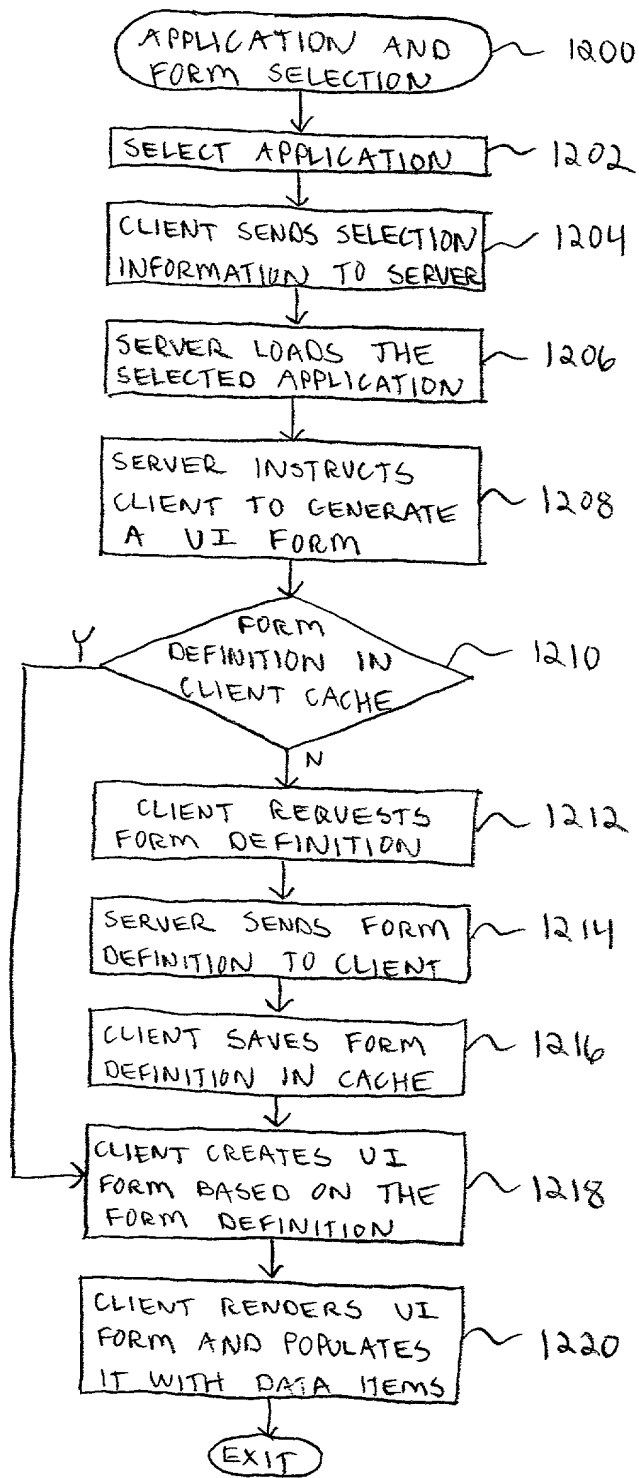 APPLICATION AND
FORM SELECTION
1200
SELECT APPLICATION
1202
CLIENT SENDS SELECTION
INFORMATION TO SERVER
1204
SERVER LOADS THE
SELECTED APPLICATION
1206
SERVER INSTRUCTS
CLIENT TO GENERATE
A UI FORM
1208
FORM
DEFINITION IN
CLIENT CACHE
1210
Y
N
CLIENT REQUESTS
FORM DEFINITION
1212
SERVER SENDS FORM
DEFINITION TO CLIENT
1214
CLIENT SAVES FORM
DEFINITION IN CACHE
1216
CLIENT CREATES UI
FORM BASED ON THE
FORM DEFINITION
1218
CLIENT RENDERS UI
FORM AND POPULATES
IT WITH DATA ITEMS
1220
EXIT